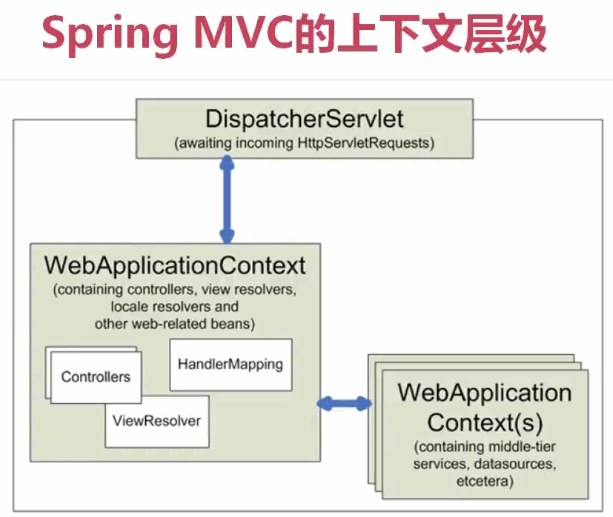 Spring MVC的上下文层级
DispatcherServlet
(awaiting incoming HttpServletRequests)
WebApplicationContext
(containing controllers, view resolvers,
locale resolvers and
other web-related beans)
HandlerMapping
Controllers
ViewResolver
WebApplication
Context(s)
(containing middle-tier
services, datasources,
etcetera)